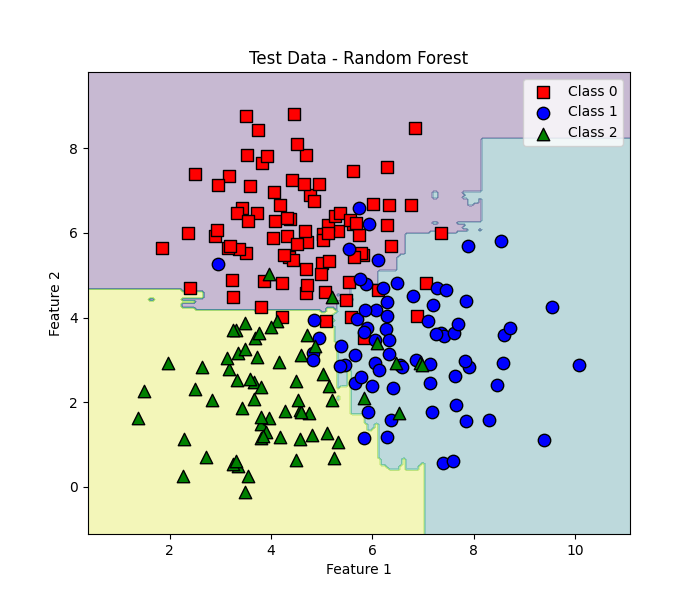 Test Data - Random Forest
Class 0
Class 1
Class 2
8
6
4
2
0
Feature 2
2
4
6
8
10
Feature 1